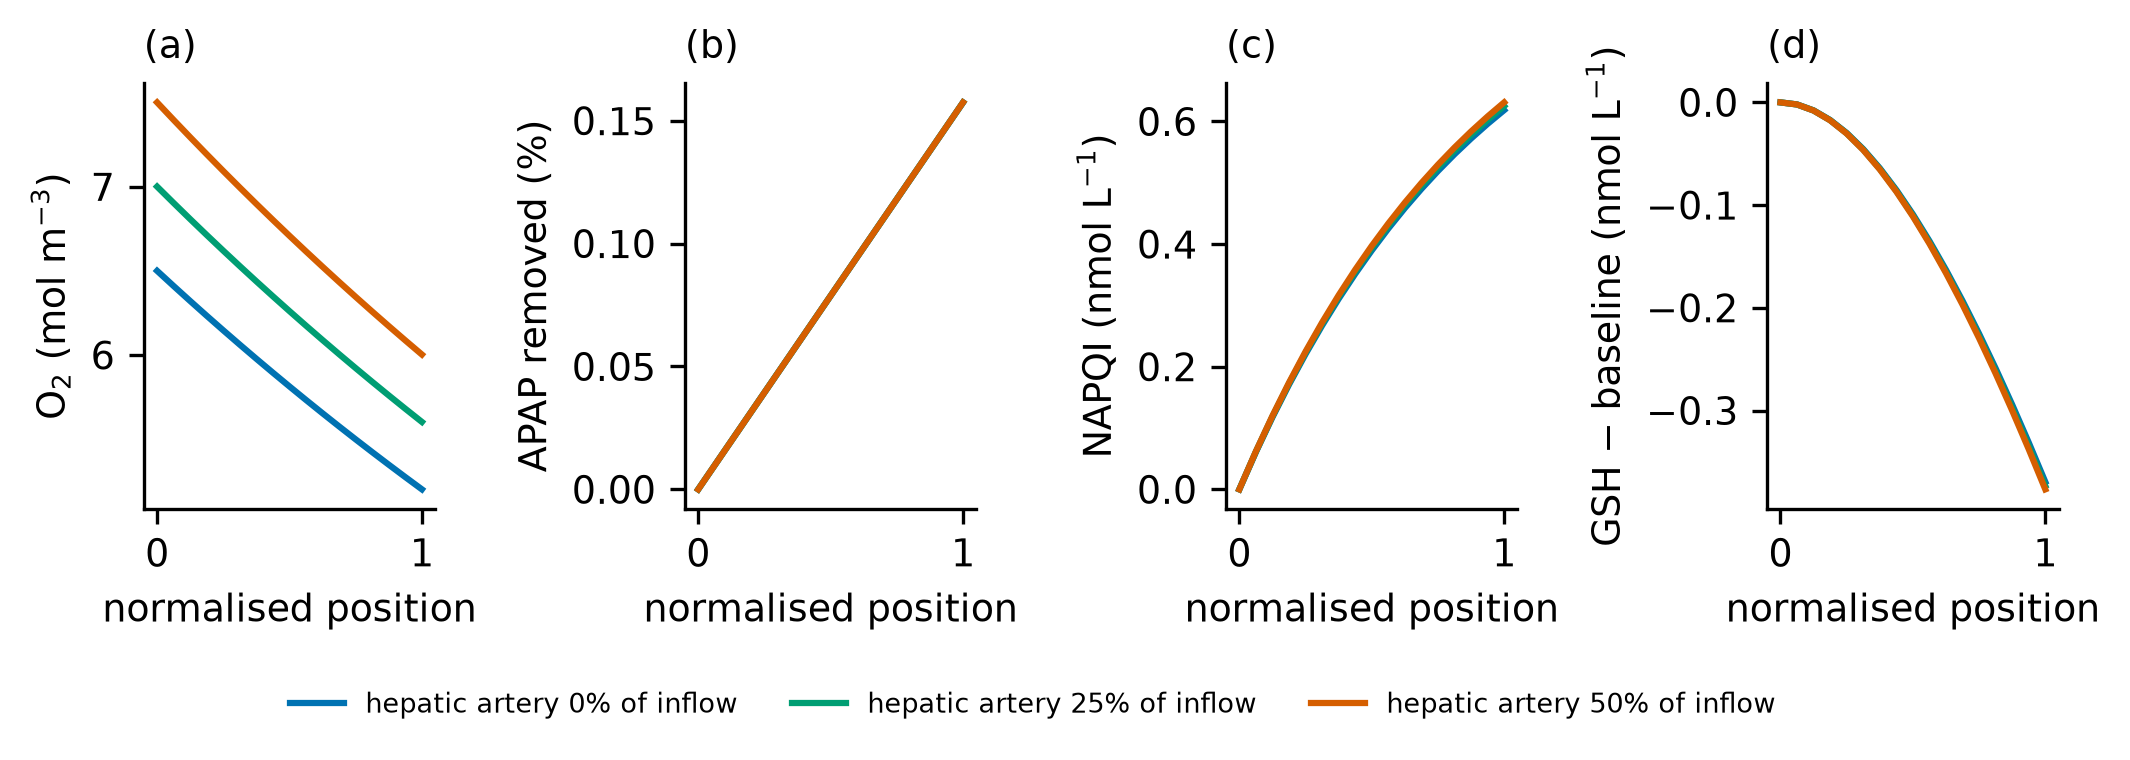 (a)
O₂ (mol m⁻³)
7
6
0 1
normalised position
(b)
APAP removed (%)
0.15
0.10
0.05
0.00
0 1
normalised position
(c)
NAPQI (nmol L⁻¹)
0.6
0.4
0.2
0.0
0 1
normalised position
(d)
GSH − baseline (nmol L⁻¹)
0.0
−0.1
−0.2
−0.3
0 1
normalised position
hepatic artery 0% of inflow
hepatic artery 25% of inflow
hepatic artery 50% of inflow